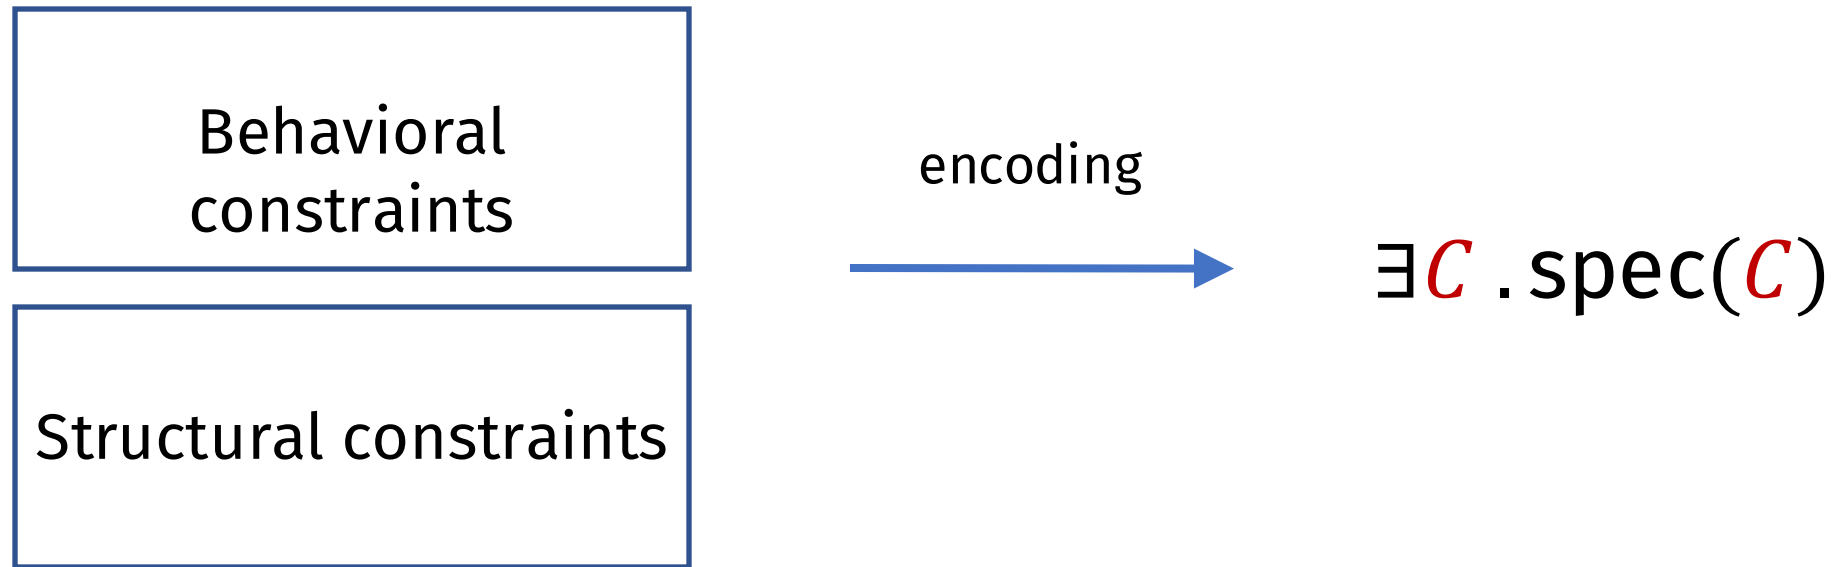 Behavioral
constraints
Structural constraints
encoding
∃C . spec(C)